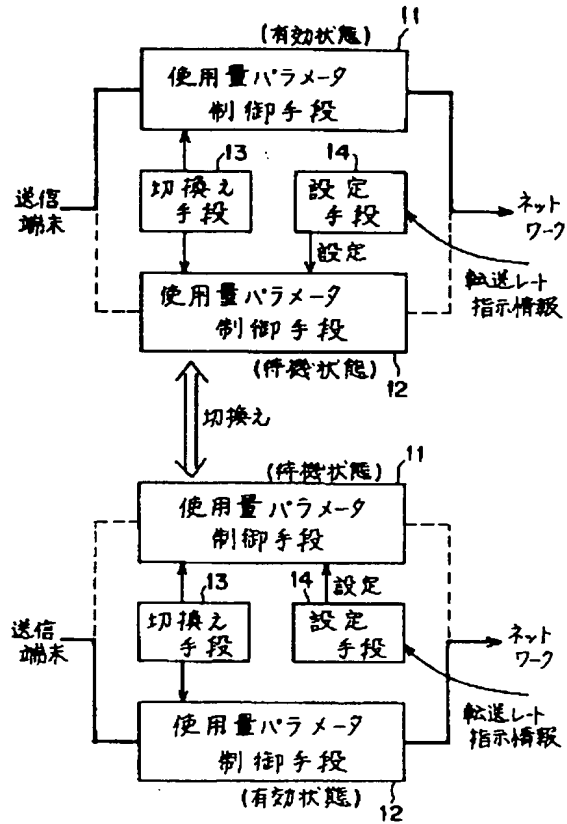 11
(有効状態)
使用量パラメータ
制御手段
13
14
切換え
手段
設定
手段
送信
端末
ネット
ワーク
設定
転送レート
指示情報
使用量パラメータ
制御手段
(待機状態)
12
切換え
11
(待機状態)
使用量パラメータ
制御手段
13
14
設定
切換え
手段
設定
手段
送信
端末
ネット
ワーク
転送レート
指示情報
使用量パラメータ
制御手段
(有効状態)
12